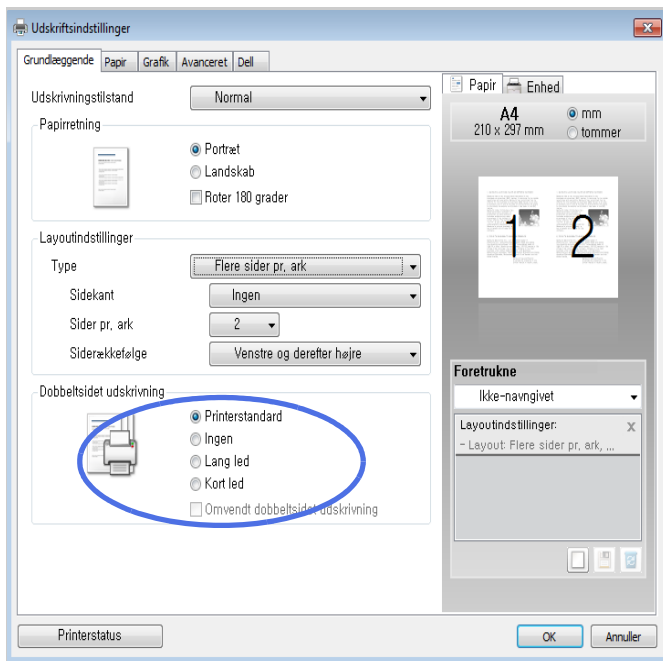 Udskriftsindstillinger
Grundlæggende Papir Grafik Avanceret Dell
Udskrivningstilstand Normal
Papirretning
Portræt
Landskab
Roter 180 grader
Layoutindstillinger
Type Flere sider pr, ark
Sidekant Ingen
Sider pr, ark 2
Siderækkefølge Venstre og derefter højre
Dobbeltsidet udskrivning
Printerstandard
Ingen
Lang led
Kort led
Omvendt dobbeltsidet udskrivning
Papir Enhed
A4 mm
210 x 297 mm tommer
1 2
Foretrukne
Ikke-navngivet
Layoutindstillinger: x
- Layout: Flere sider pr, ark, ...
Printerstatus OK Annuller